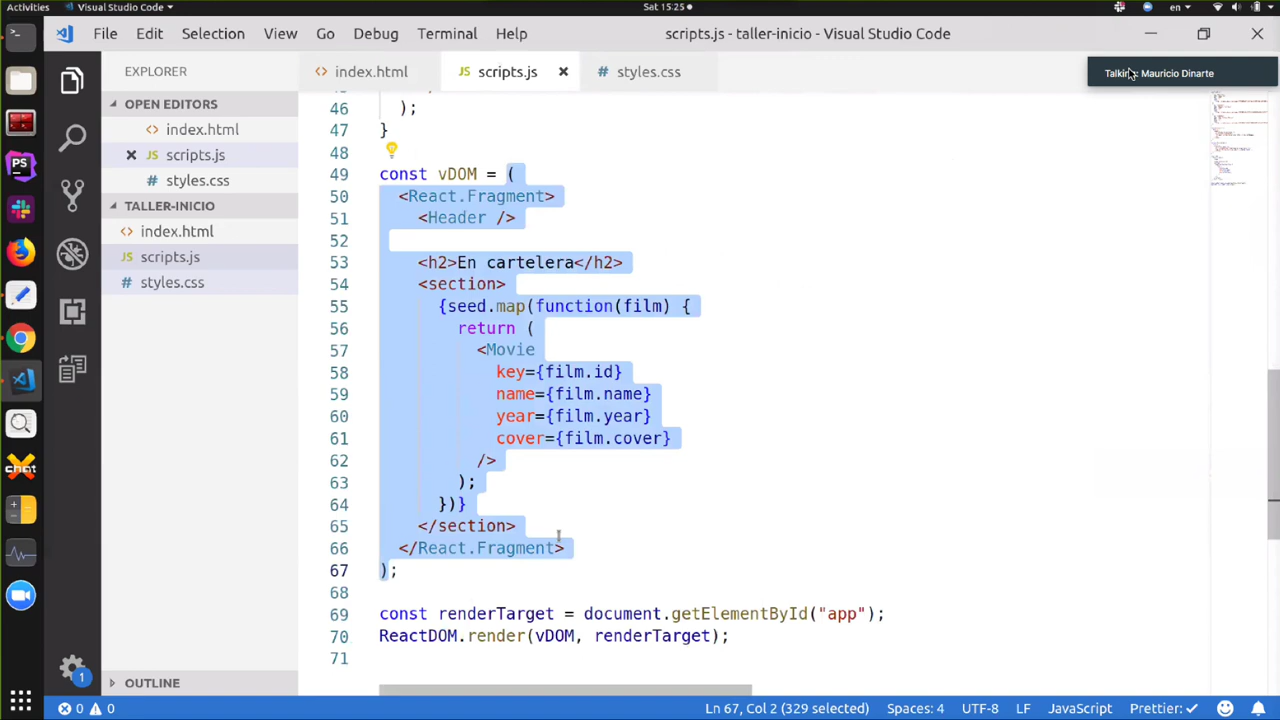 Activities
Visual Studio Code
Sat 15:25
en
File Edit Selection View Go Debug Terminal Help
scripts.js - taller-inicio - Visual Studio Code
EXPLORER
index.html
scripts.js
styles.css
Talking: Mauricio Dinarte
OPEN EDITORS
index.html
JS scripts.js
styles.css
TALLER-INICIO
index.html
JS scripts.js
styles.css
OUTLINE
PS
chat
1
46 );
47 }
48
49 const vDOM = (
50 <React.Fragment>
51 <Header />
52
53 <h2>En cartelera</h2>
54 <section>
55 {seed.map(function(film) {
56 return (
57 <Movie
58 key={film.id}
59 name={film.name}
60 year={film.year}
61 cover={film.cover}
62 />
63 );
64 })}
65 </section>
66 </React.Fragment>
67 );
68
69 const renderTarget = document.getElementById("app");
70 ReactDOM.render(vDOM, renderTarget);
71
0 0
Ln 67, Col 2 (329 selected) Spaces: 4 UTF-8 LF JavaScript Prettier: ✓